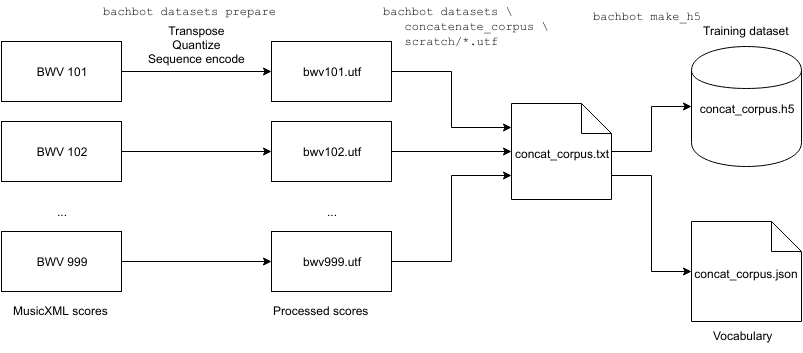 bachbot datasets prepare
Transpose
Quantize
Sequence encode
bachbot datasets \
concatenate_corpus \
scratch/*.utf
bachbot make_h5
Training dataset
BWV 101
bwv101.utf
concat_corpus.h5
BWV 102
bwv102.utf
concat_corpus.txt
...
...
BWV 999
bwv999.utf
concat_corpus.json
MusicXML scores
Processed scores
Vocabulary